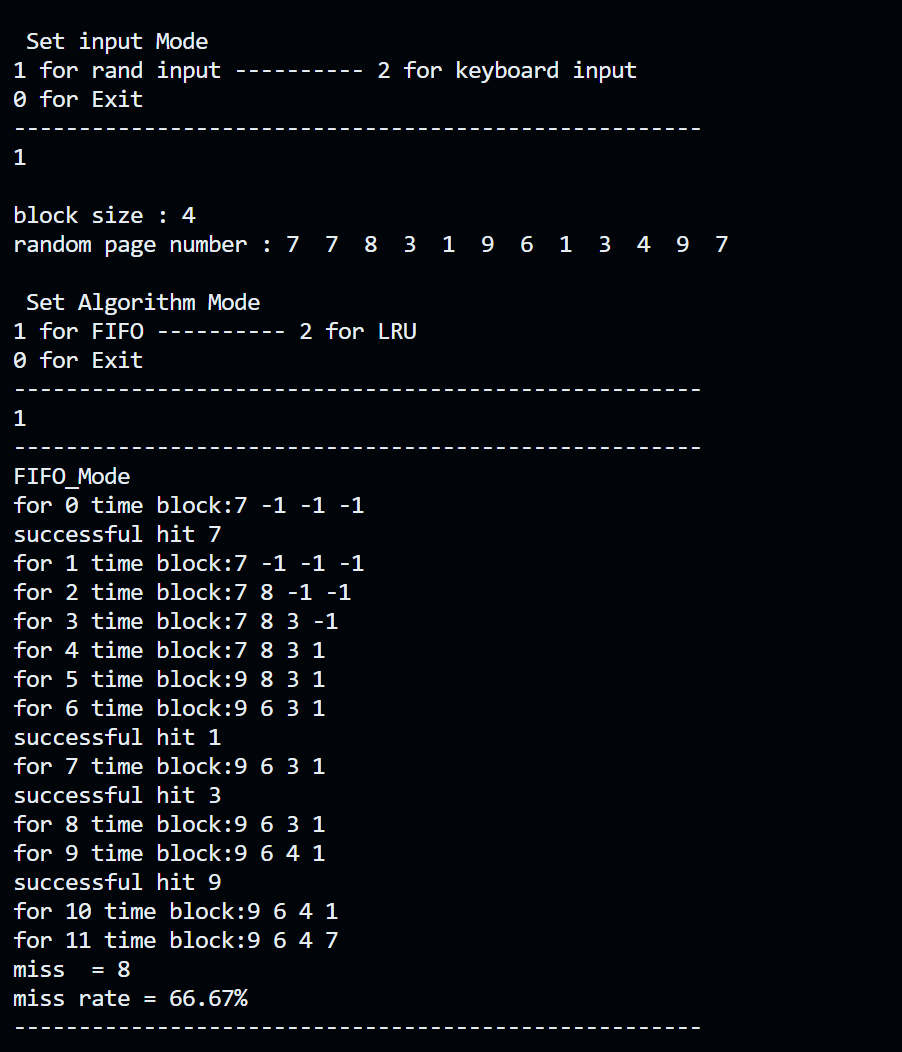 Set input Mode
1 for rand input ---------- 2 for keyboard input
0 for Exit
-----------------------------------------------------
1
block size : 4
random page number : 7  7  8  3  1  9  6  1  3  4  9  7
Set Algorithm Mode
1 for FIFO ---------- 2 for LRU
0 for Exit
-----------------------------------------------------
1
-----------------------------------------------------
FIFO_Mode
for 0 time block:7 -1 -1 -1
successful hit 7
for 1 time block:7 -1 -1 -1
for 2 time block:7 8 -1 -1
for 3 time block:7 8 3 -1
for 4 time block:7 8 3 1
for 5 time block:9 8 3 1
for 6 time block:9 6 3 1
successful hit 1
for 7 time block:9 6 3 1
successful hit 3
for 8 time block:9 6 3 1
for 9 time block:9 6 4 1
successful hit 9
for 10 time block:9 6 4 1
for 11 time block:9 6 4 7
miss  = 8
miss rate = 66.67%
-----------------------------------------------------